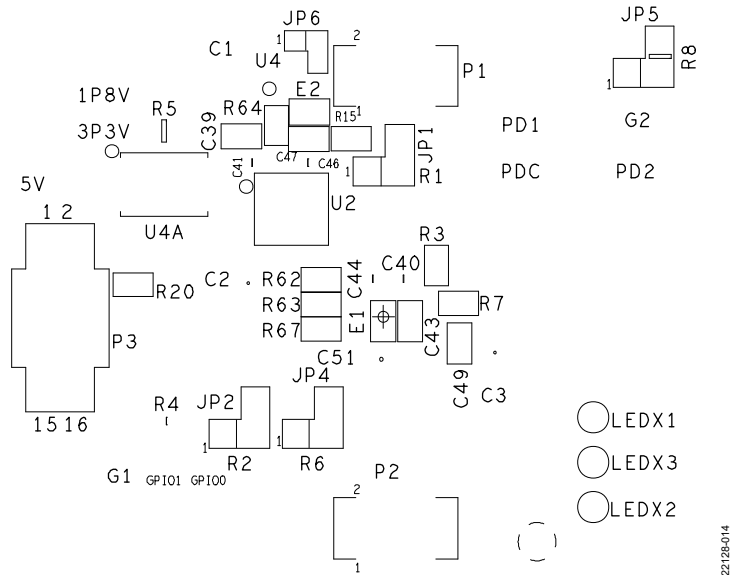 JP6
JP5
C1
1
2
U4
P1
R8
1
1P8V
E2
R5
R64
R15
1
C39
3P3V
PD1
G2
JP1
C41
C47
C46
1
R1
PDC
PD2
5V
U2
1 2
U4A
R3
C44
C40
C2
R62
R20
R63
R7
E1
R67
P3
C43
C51
C49
JP4
C3
R4
JP2
15 16
LEDX1
1
1
R2
R6
LEDX3
P2
G1
GPIO1
GPIO0
2
LEDX2
1
22128-014